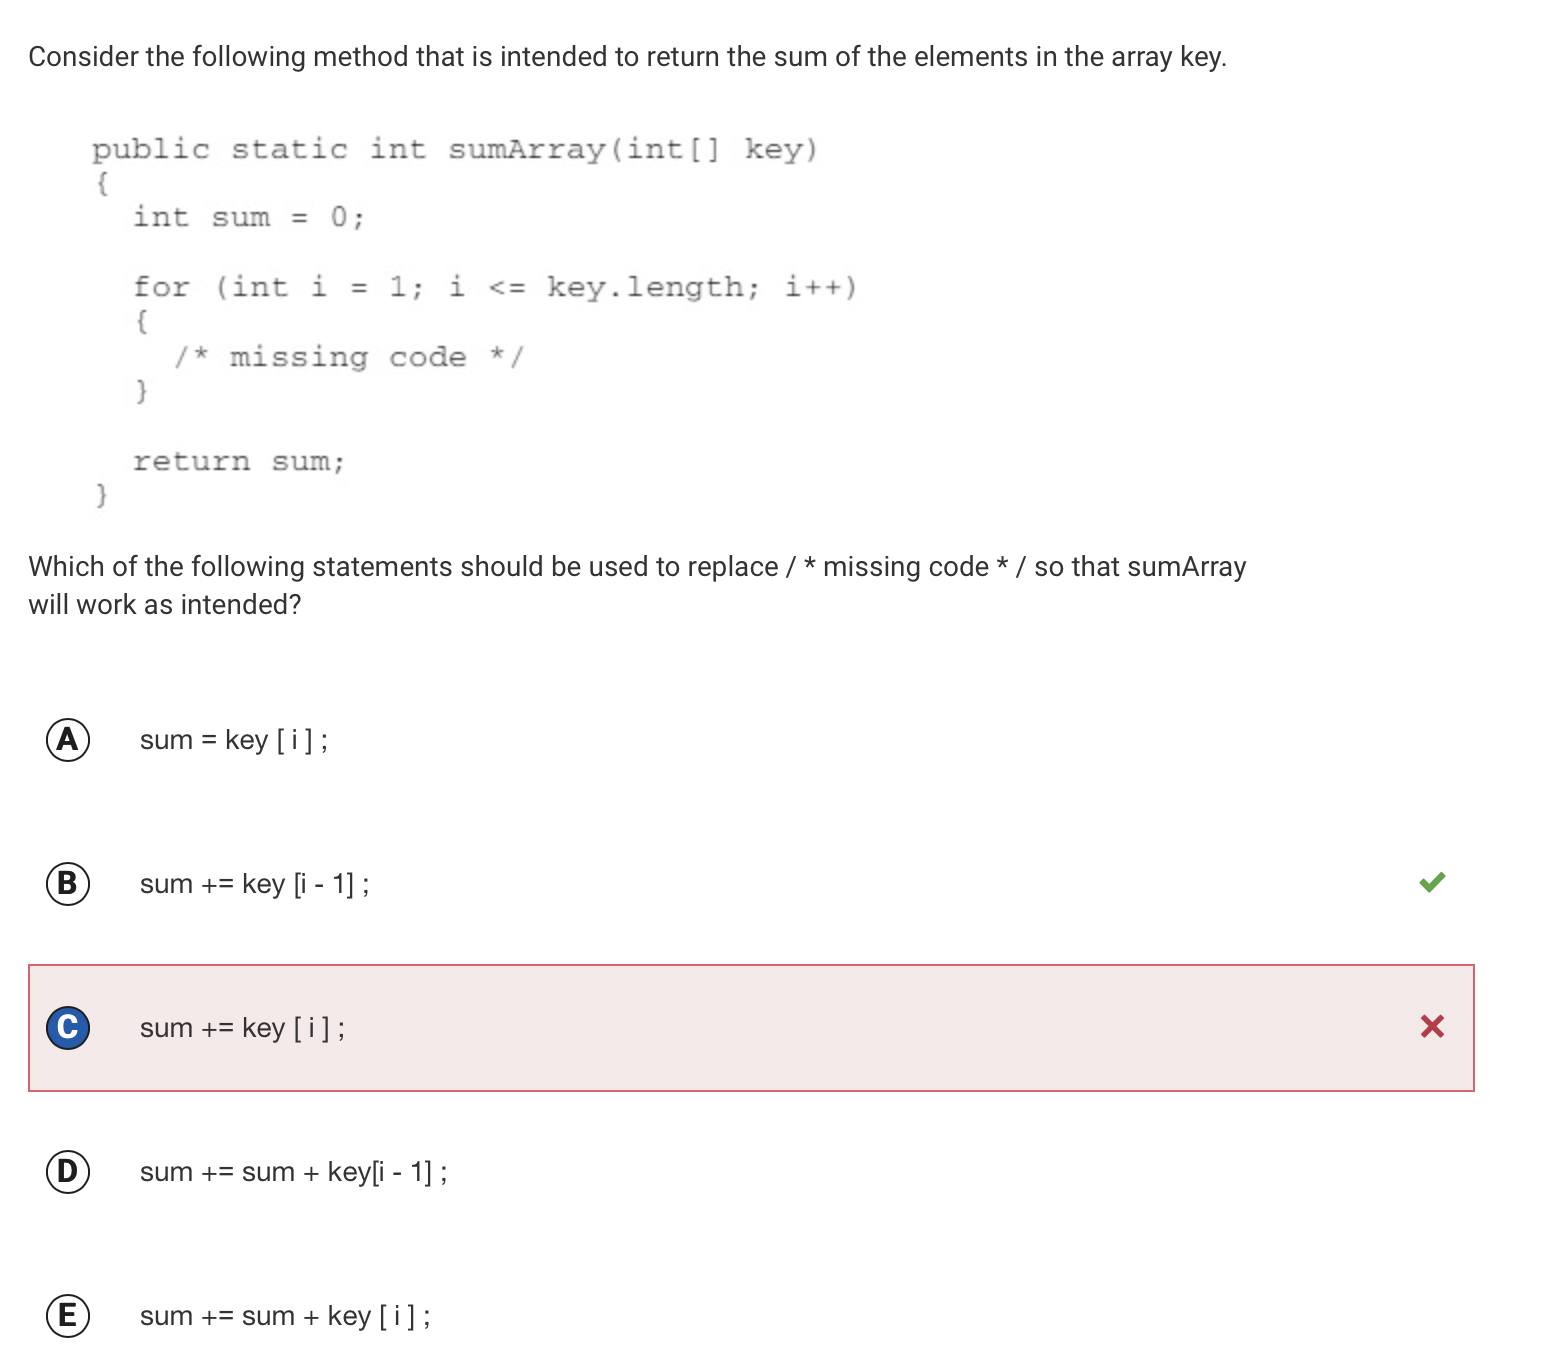 Consider the following method that is intended to return the sum of the elements in the array key.
public static int sumArray(int[] key)
{
int sum = 0;
for (int i = 1; i <= key.length; i++)
{
/* missing code */
}
return sum;
}
Which of the following statements should be used to replace / * missing code * / so that sumArray
will work as intended?
A sum = key [ i ] ;
B sum += key [i - 1] ;
C sum += key [ i ] ;
D sum += sum + key[i - 1] ;
E sum += sum + key [ i ] ;